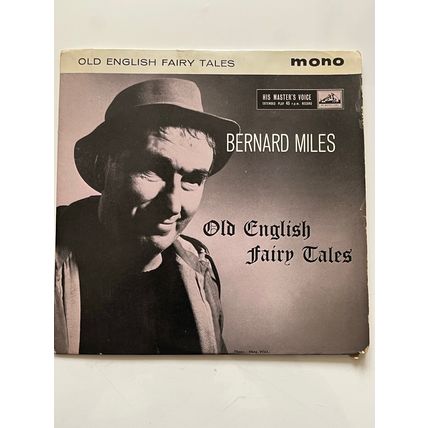 OLD ENGLISH FAIRY TALES mono
HIS MASTER'S VOICE
EXTENDED PLAY 45 r.p.m. RECORD
BERNARD MILES
Old English
Fairy Tales